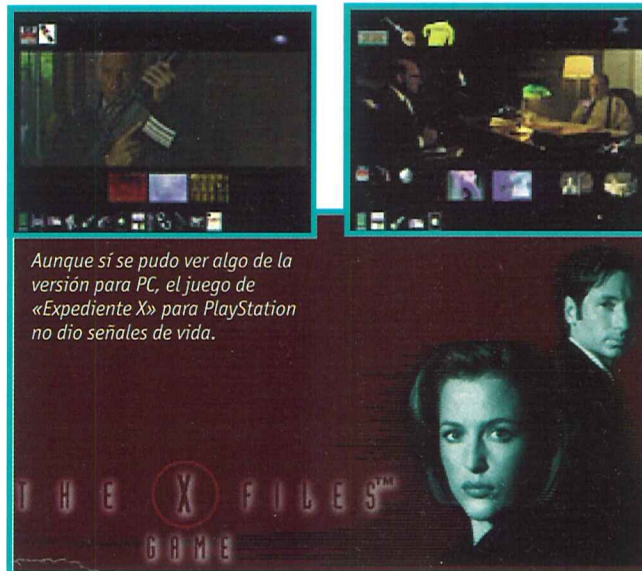 Aunque sí se pudo ver algo de la
versión para PC, el juego de
«Expediente X» para PlayStation
no dio señales de vida.
THE X FILES™
GAME